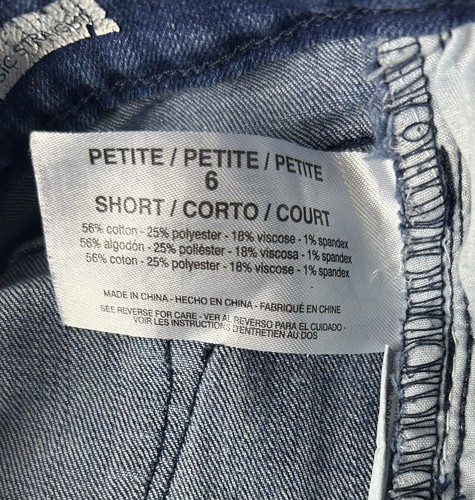 PETITE / PETITE / PETITE
6
SHORT / CORTO / COURT
56% cotton - 25% polyester - 18% viscose - 1% spandex
56% algodón - 25% poliéster - 18% viscosa - 1% spandex
56% coton - 25% polyester - 18% viscose - 1% spandex
MADE IN CHINA - HECHO EN CHINA - FABRIQUÉ EN CHINE
SEE REVERSE FOR CARE - VER AL REVERSO PARA EL CUIDADO -
VOIR LES INSTRUCTIONS D'ENTRETIEN AU DOS